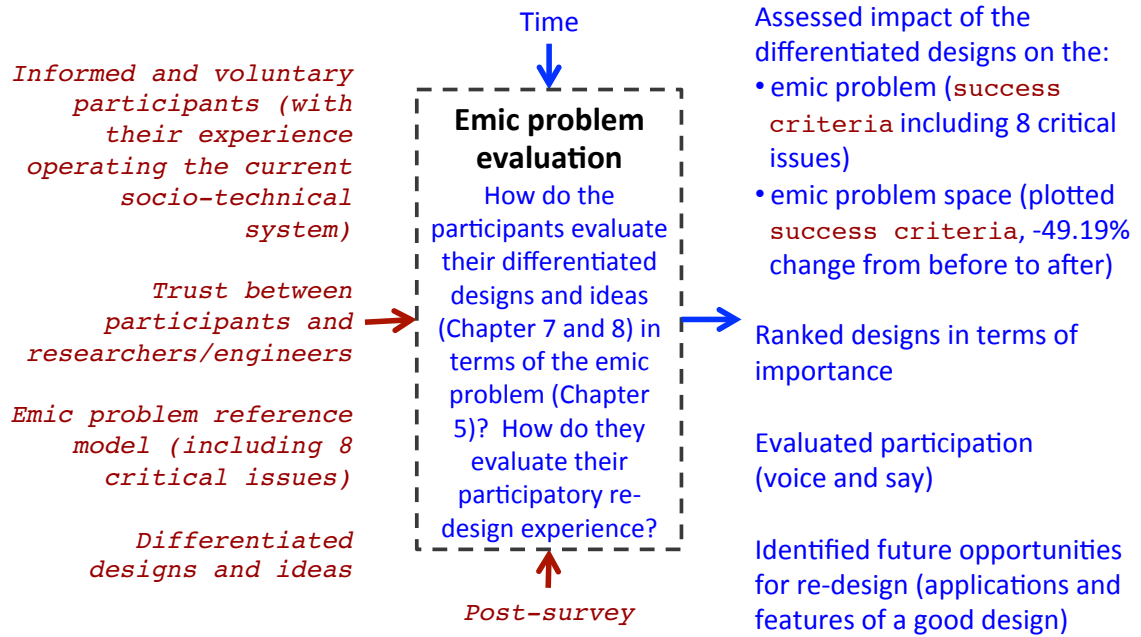 Time
Informed and voluntary
participants (with
their experience
operating the current
socio-technical
system)
Trust between
participants and
researchers/engineers
Emic problem reference
model (including 8
critical issues)
Differentiated
designs and ideas
Emic problem
evaluation
How do the
participants evaluate
their differentiated
designs and ideas
(Chapter 7 and 8) in
terms of the emic
problem (Chapter
5)? How do they
evaluate their
participatory re-
design experience?
Post-survey
Assessed impact of the
differentiated designs on the:
• emic problem (success
criteria including 8 critical
issues)
• emic problem space (plotted
success criteria, -49.19%
change from before to after)
Ranked designs in terms of
importance
Evaluated participation
(voice and say)
Identified future opportunities
for re-design (applications and
features of a good design)